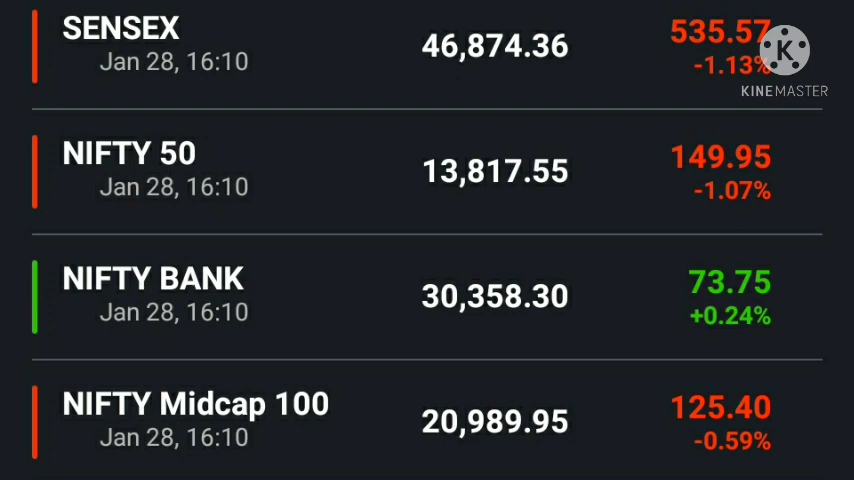 SENSEX
46,874.36
535.57
Jan 28, 16:10
-1.13%
K
KINEMASTER
NIFTY 50
13,817.55
149.95
Jan 28, 16:10
-1.07%
NIFTY BANK
30,358.30
73.75
Jan 28, 16:10
+0.24%
NIFTY Midcap 100
20,989.95
125.40
Jan 28, 16:10
-0.59%